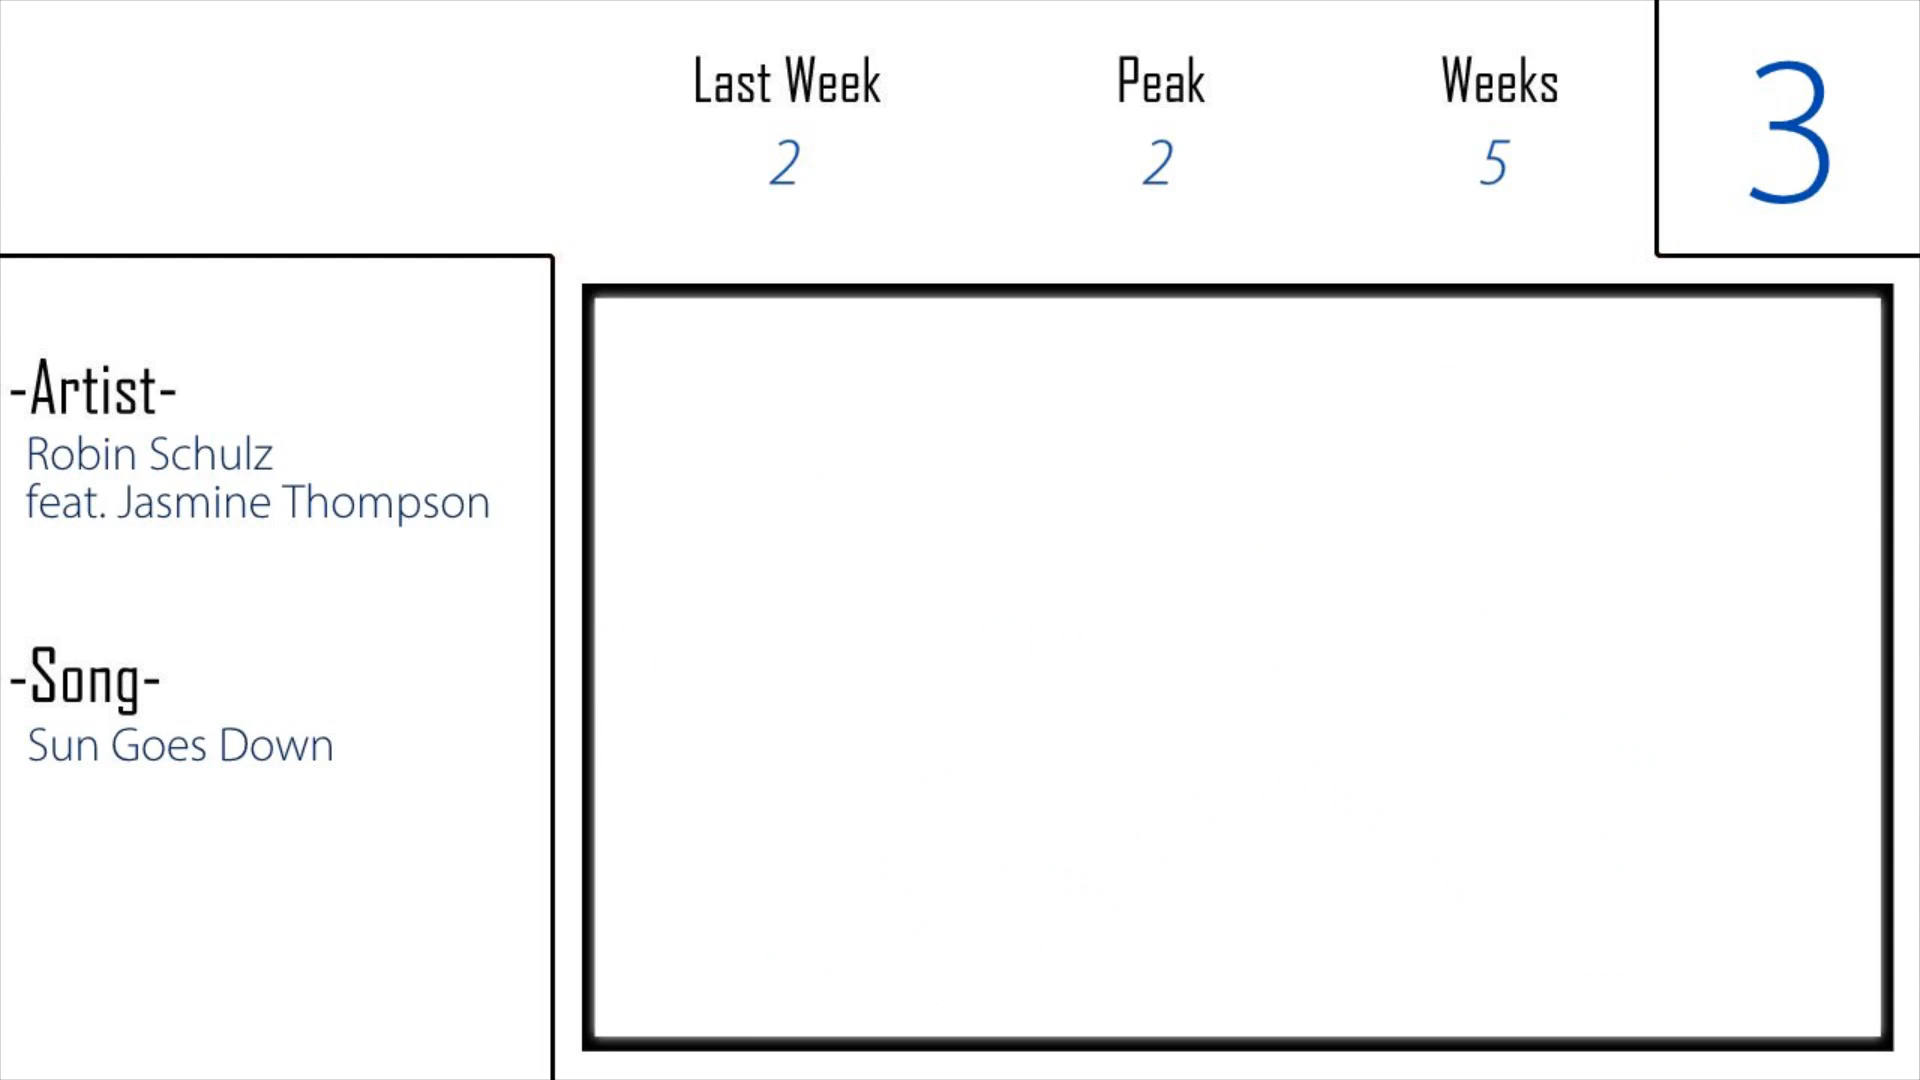 Last Week
Peak
Weeks
3
2
2
5
-Artist-
Robin Schulz
feat. Jasmine Thompson
-Song-
Sun Goes Down